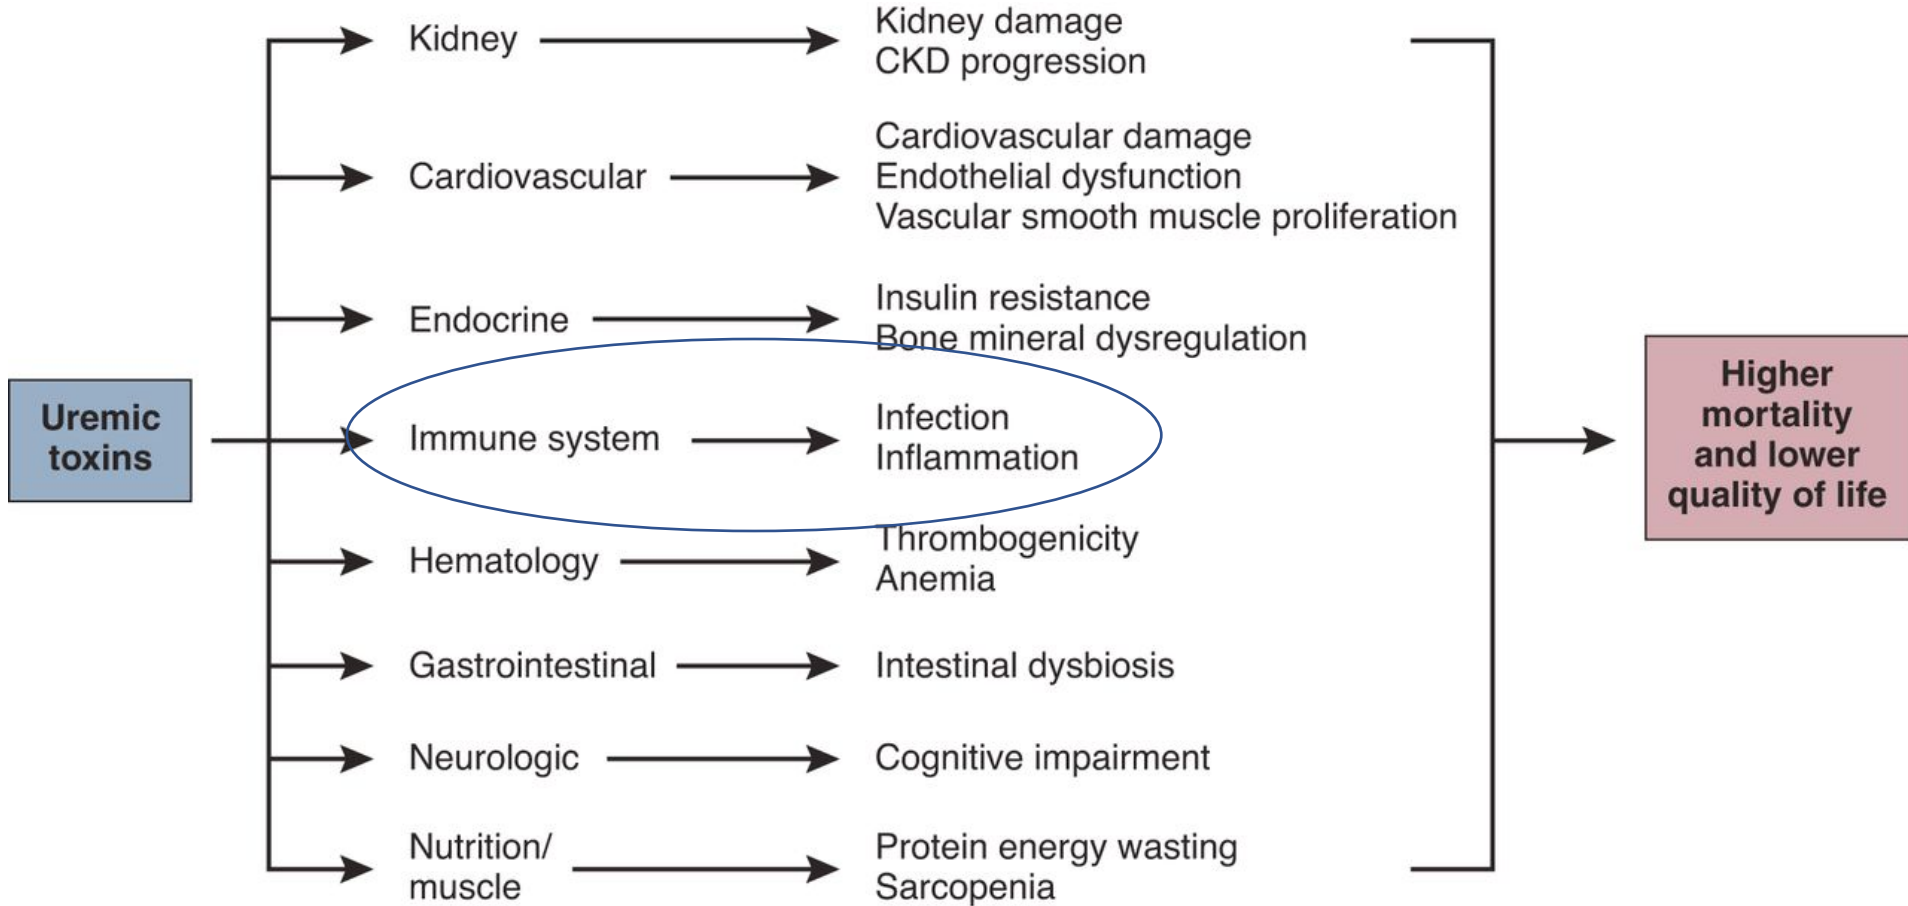 Uremic
toxins
Kidney
Kidney damage
CKD progression
Cardiovascular
Cardiovascular damage
Endothelial dysfunction
Vascular smooth muscle proliferation
Endocrine
Insulin resistance
Bone mineral dysregulation
Immune system
Infection
Inflammation
Hematology
Thrombogenicity
Anemia
Gastrointestinal
Intestinal dysbiosis
Neurologic
Cognitive impairment
Nutrition/
muscle
Protein energy wasting
Sarcopenia
Higher
mortality
and lower
quality of life